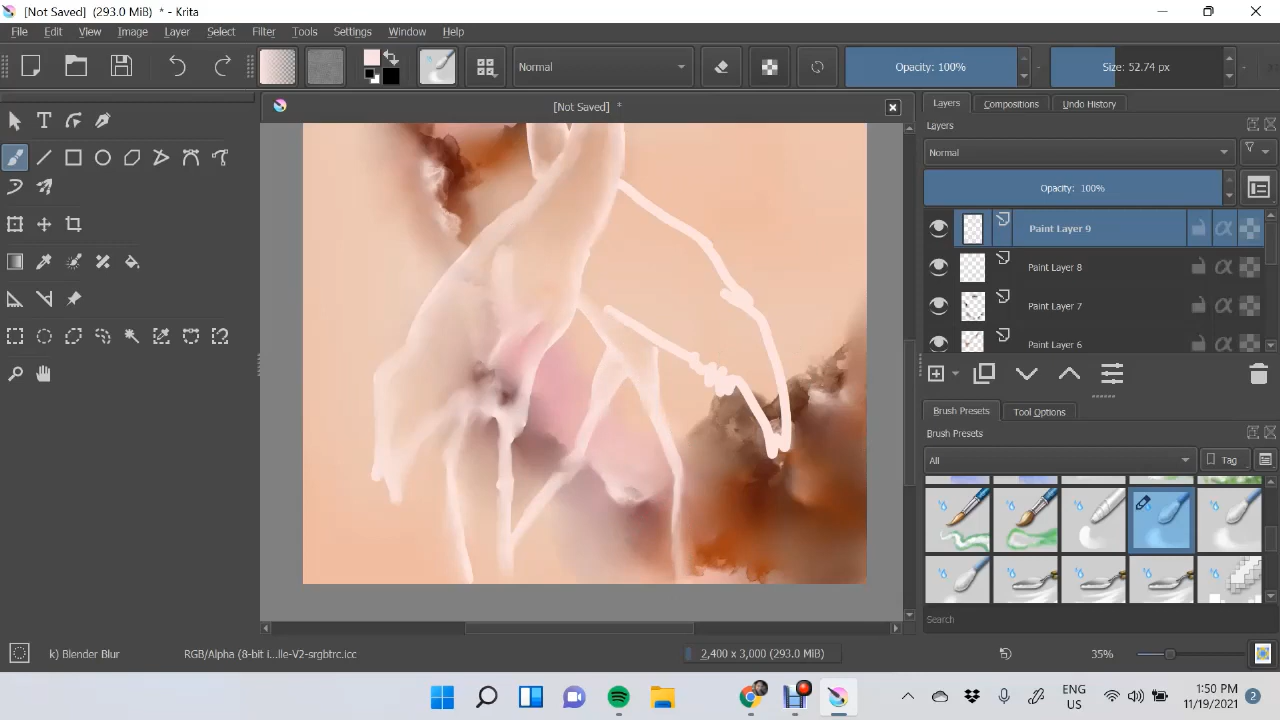 [Not Saved] (293.0 MiB) * - Krita
File Edit View Image Layer Select Filter Tools Settings Window Help
Normal
Opacity: 100%
Size: 52.74 px
[Not Saved] *
Layers Compositions Undo History
Layers
Normal
Opacity: 100%
Paint Layer 9
Paint Layer 8
Paint Layer 7
Paint Layer 6
Brush Presets Tool Options
Brush Presets
All Tag
Search
k) Blender Blur
RGB/Alpha (8-bit i...lle-V2-srgbtrc.icc
2,400 x 3,000 (293.0 MiB)
35%
ENG
US
1:50 PM
11/19/2021
2